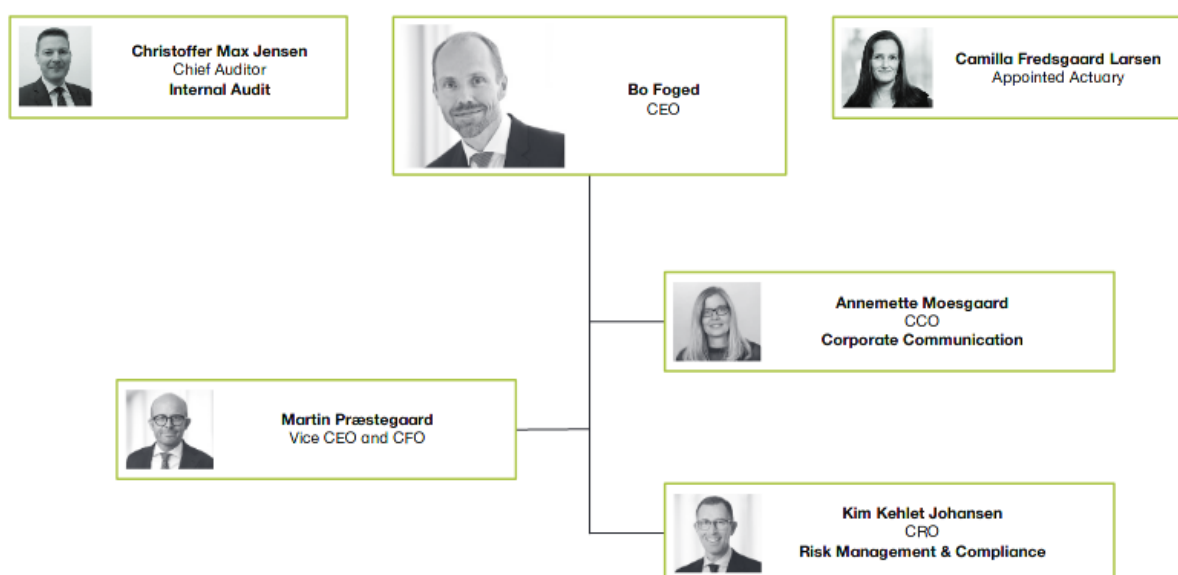 Christoffer Max Jensen
Chief Auditor
Internal Audit
Bo Foged
CEO
Camilla Fredsgaard Larsen
Appointed Actuary
Annemette Moesgaard
CCO
Corporate Communication
Martin Præstegaard
Vice CEO and CFO
Kim Kehlet Johansen
CRO
Risk Management & Compliance